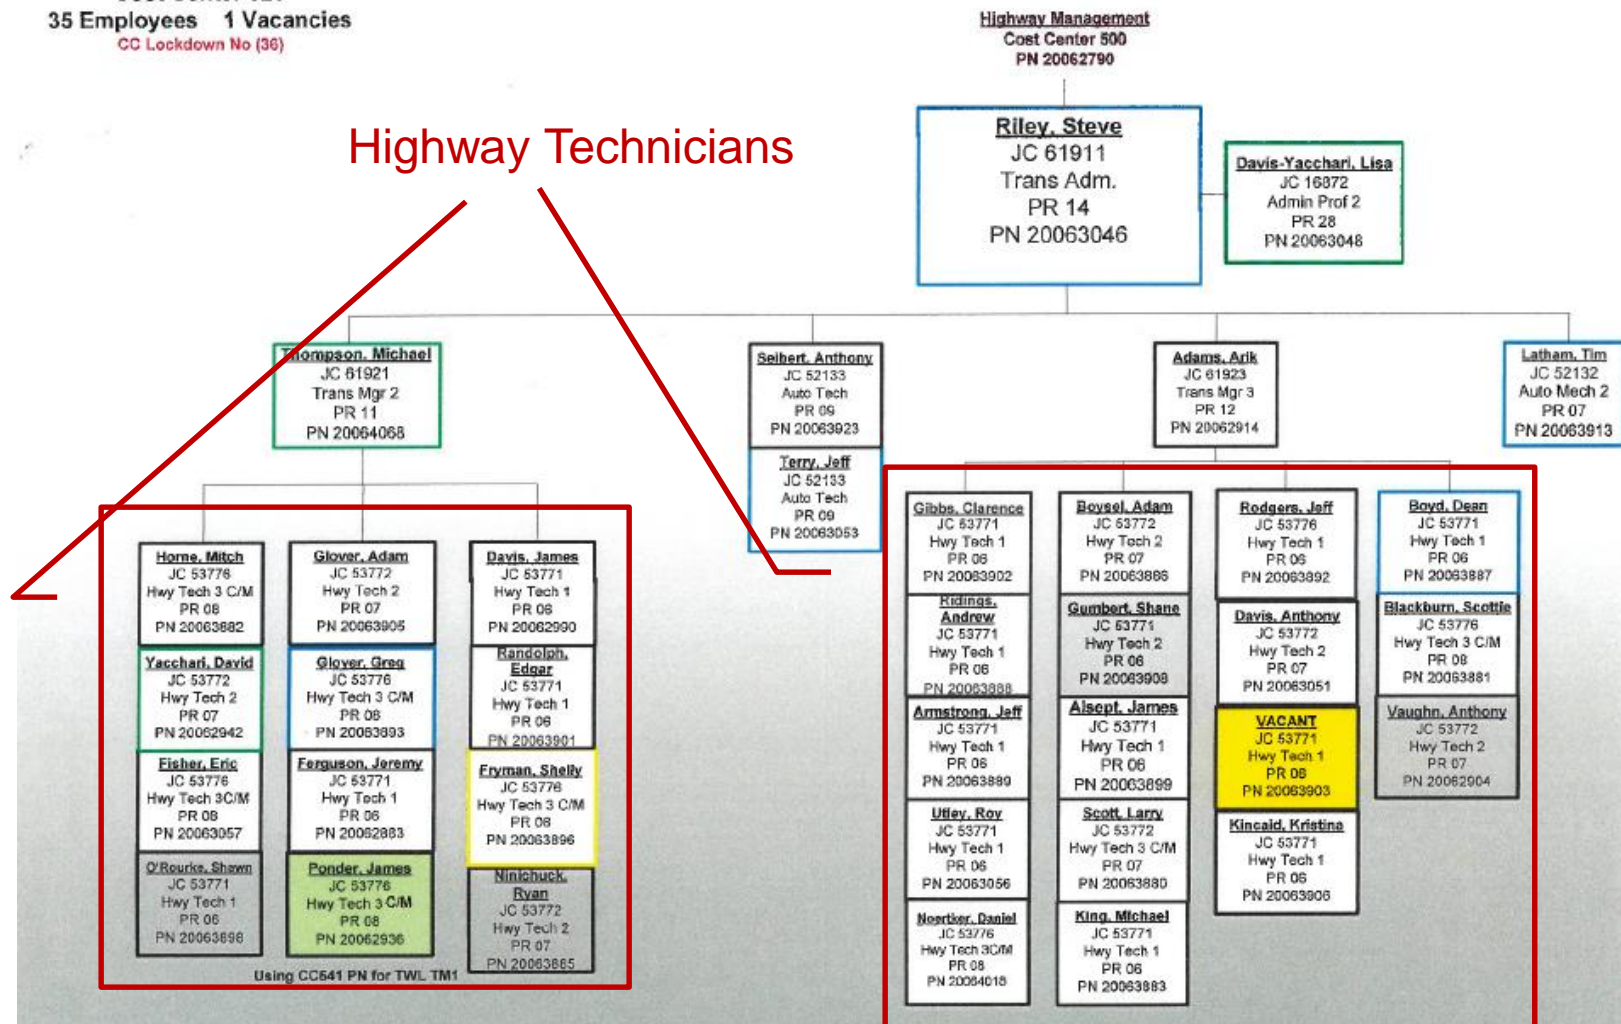 35 Employees 1 Vacancies
CC Lockdown No (36)
Highway Management
Cost Center 500
PN 20062790
Highway Technicians
Riley, Steve
JC 61911
Trans Adm.
PR 14
PN 20063046
Davis-Yacchari, Lisa
JC 16872
Admin Prof 2
PR 28
PN 20063048
Thompson, Michael
JC 61921
Trans Mgr 2
PR 11
PN 20064068
Seibert, Anthony
JC 52133
Auto Tech
PR 09
PN 20063923
Terry, Jeff
JC 52133
Auto Tech
PR 09
PN 20063053
Adams, Arik
JC 61923
Trans Mgr 3
PR 12
PN 20062914
Latham, Tim
JC 52132
Auto Mech 2
PR 07
PN 20063913
Horne, Mitch
JC 53776
Hwy Tech 3 C/M
PR 08
PN 20063882
Yacchari, David
JC 53772
Hwy Tech 2
PR 07
PN 20062942
Fisher, Eric
JC 53776
Hwy Tech 3C/M
PR 08
PN 20063057
O'Rourke, Shawn
JC 53771
Hwy Tech 1
PR 06
PN 20063898
Glover, Adam
JC 53772
Hwy Tech 2
PR 07
PN 20063905
Glover, Greg
JC 53776
Hwy Tech 3 C/M
PR 08
PN 20063893
Ferguson, Jeremy
JC 53771
Hwy Tech 1
PR 06
PN 20062883
Ponder, James
JC 53776
Hwy Tech 3 C/M
PR 08
PN 20062936
Davis, James
JC 53771
Hwy Tech 1
PR 06
PN 20062990
Randolph,
Edgar
JC 53771
Hwy Tech 1
PR 06
PN 20063901
Fryman, Shelly
JC 53776
Hwy Tech 3 C/M
PR 08
PN 20063896
Ninichuck,
Ryan
JC 53772
Hwy Tech 2
PR 07
PN 20063885
Using CC541 PN for TWL TM1
Gibbs, Clarence
JC 53771
Hwy Tech 1
PR 06
PN 20063902
Ridings,
Andrew
JC 53771
Hwy Tech 1
PR 06
PN 20063888
Armstrong, Jeff
JC 53771
Hwy Tech 1
PR 06
PN 20063889
Utley, Roy
JC 53771
Hwy Tech 1
PR 06
PN 20063056
Noertker, Daniel
JC 53776
Hwy Tech 3C/M
PR 08
PN 20064018
Boysel, Adam
JC 53772
Hwy Tech 2
PR 07
PN 20063886
Gumbert, Shane
JC 53771
Hwy Tech 2
PR 06
PN 20063908
Alsept, James
JC 53771
Hwy Tech 1
PR 06
PN 20063899
Scott, Larry
JC 53772
Hwy Tech 3 C/M
PR 07
PN 20063880
King, Michael
JC 53771
Hwy Tech 1
PR 06
PN 20063883
Rodgers, Jeff
JC 53776
Hwy Tech 1
PR 06
PN 20063892
Davis, Anthony
JC 53772
Hwy Tech 2
PR 07
PN 20063051
VACANT
JC 53771
Hwy Tech 1
PR 06
PN 20063903
Kincaid, Kristina
JC 53771
Hwy Tech 1
PR 06
PN 20063906
Boyd, Dean
JC 53771
Hwy Tech 1
PR 06
PN 20063887
Blackburn, Scottie
JC 53776
Hwy Tech 3 C/M
PR 08
PN 20063881
Vaughn, Anthony
JC 53772
Hwy Tech 2
PR 07
PN 20062904